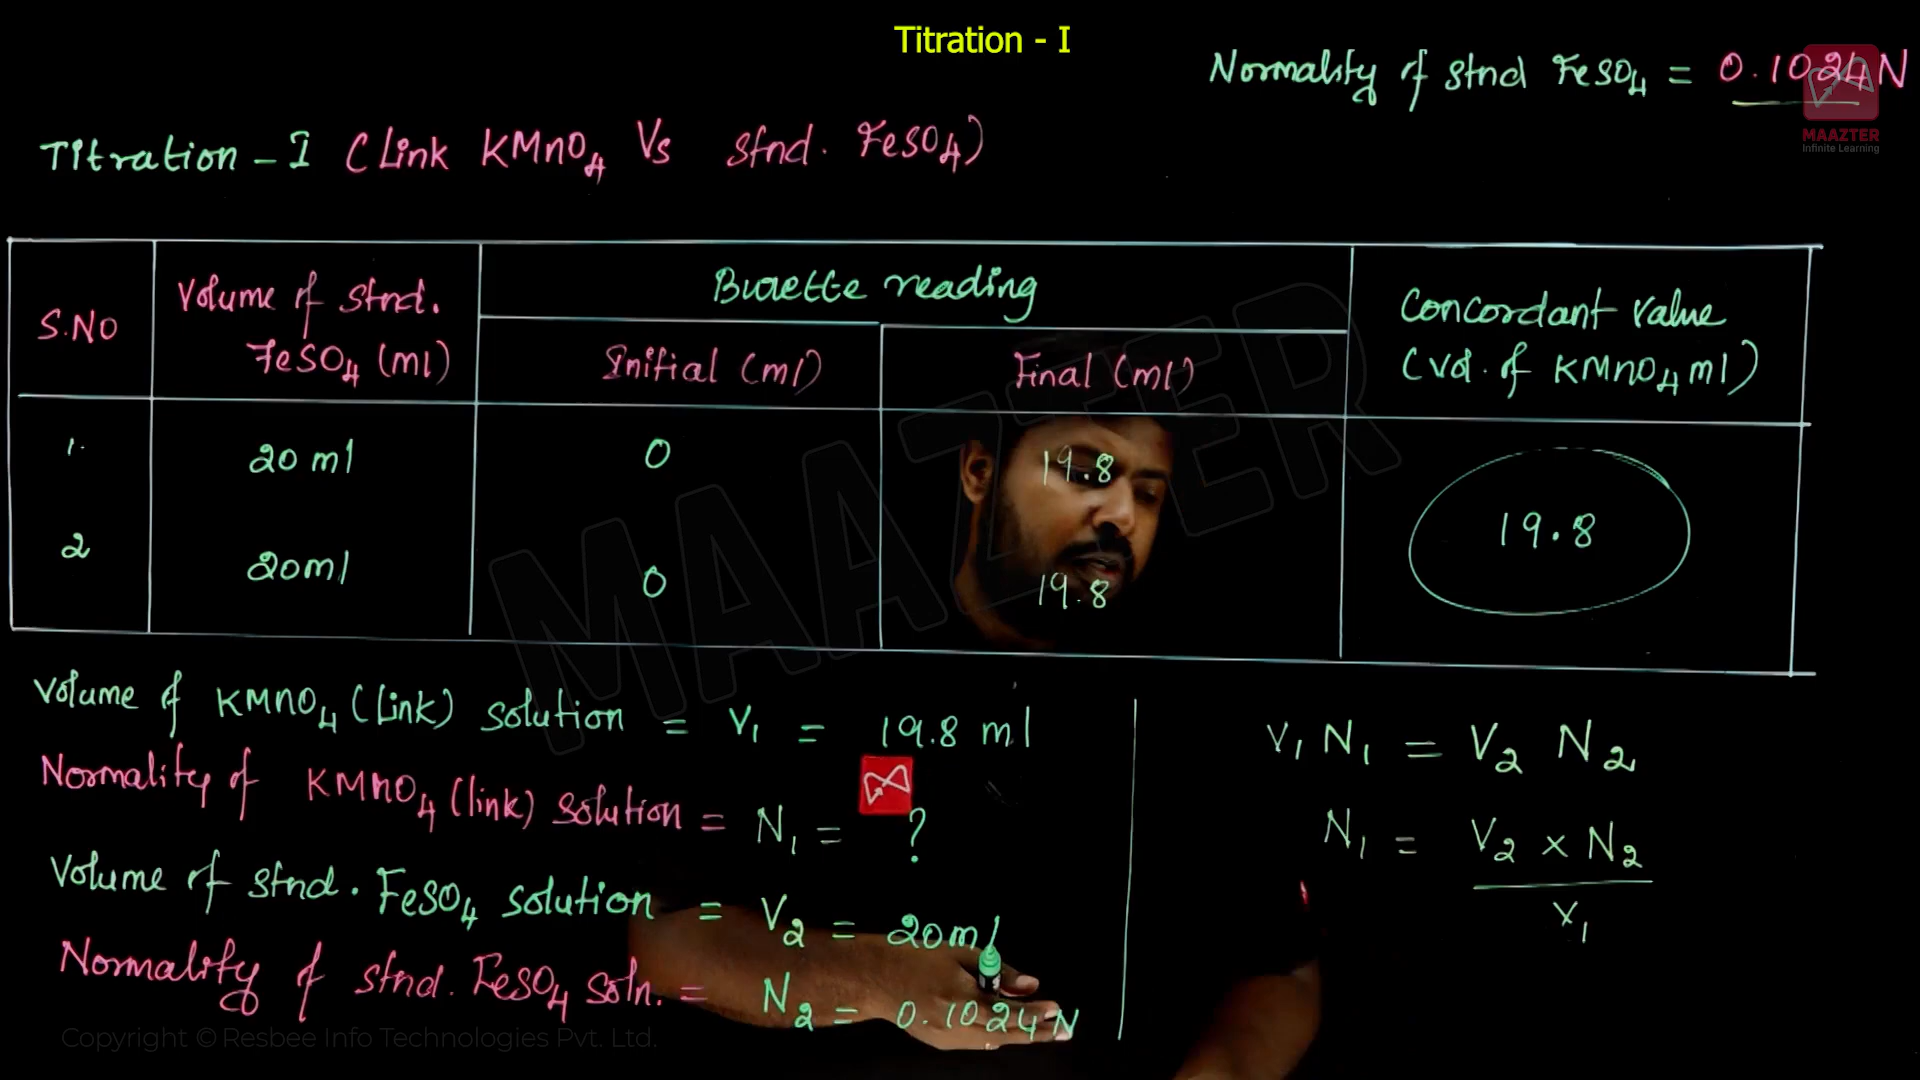 Titration - I
Normality of stnd FeSO4 = 0.1024 N
MAAZTER
Infinite Learning
Titration - I (Link KMnO4 Vs stnd. FeSO4)
S.NO
Volume of stnd. FeSO4 (ml)
Burette reading
Initial (ml)
Final (ml)
Concordant value
(Vol. of KMnO4 ml)
1. 20 ml 0 19.8
19.8
2 20ml 0 19.8
MAAZTER
Volume of KMnO4 (Link) solution = V1 = 19.8 ml
Normality of KMnO4 (link) solution = N1 = ?
Volume of stnd. FeSO4 solution = V2 = 20ml
Normality of stnd. FeSO4 soln. = N2 = 0.1024 N
V1 N1 = V2 N2
N1 = V2 x N2
V1
Copyright © Resbee Info Technologies Pvt. Ltd.